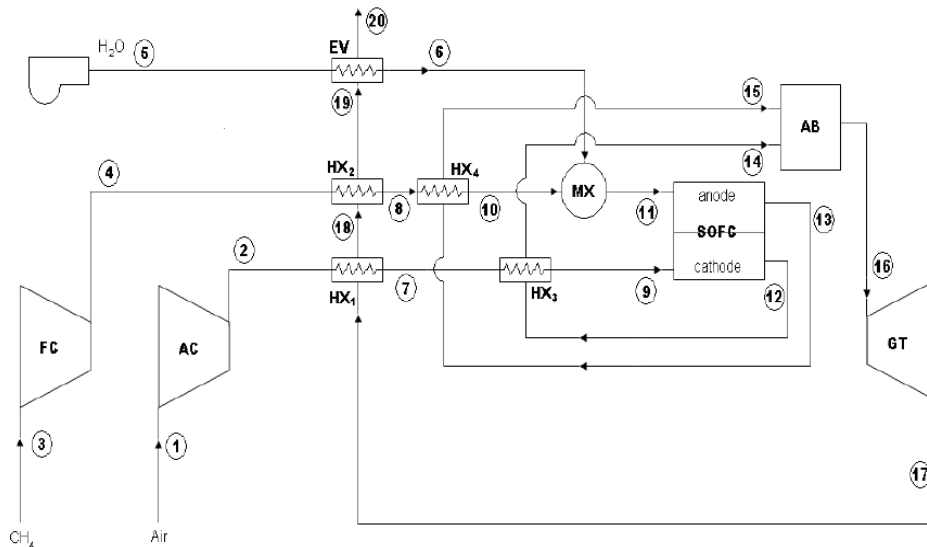 20
H₂O
5
EV
6
19
15
AB
4
HX₂
HX₄
14
8
10
MX
11
anode
SOFC
cathode
13
18
2
HX₁
7
HX₃
9
12
16
FC
AC
GT
3
1
17
CH₄
Air